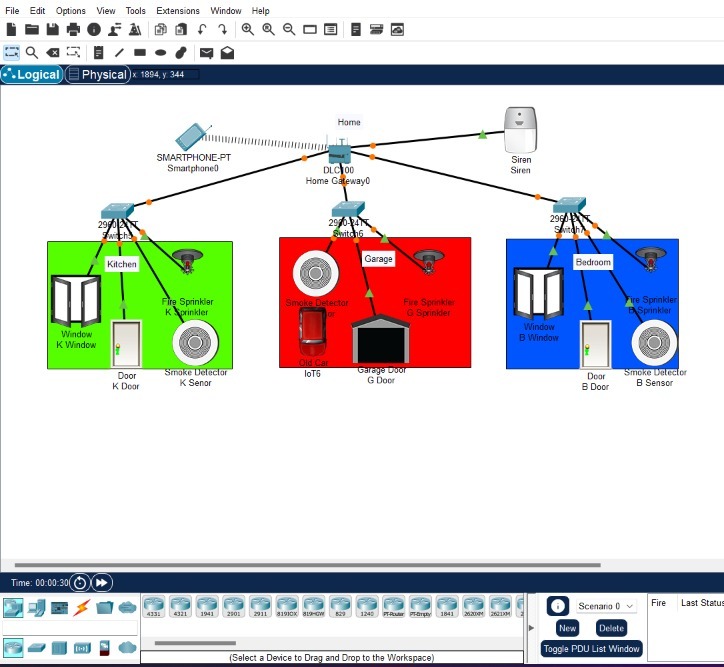 File Edit Options View Tools Extensions Window Help
Logical Physical x: 1894, y: 344
Home
SMARTPHONE-PT
Smartphone0
DLC100
Home Gateway0
Siren
Siren
2960-24TT
2960-24TT
Switch6
2960-24TT
Kitchen
Garage
Bedroom
Fire Sprinkler
K Sprinkler
Smoke Detector
Fire Sprinkler
G Sprinkler
Fire Sprinkler
B Sprinkler
Window
K Window
Window
B Window
Door
K Door
Smoke Detector
K Senor
Old Car
IoT6
Garage Door
G Door
Door
B Door
Smoke Detector
B Sensor
Time: 00:00:30
4331 4321 1941 2901 2911 819IOX 819HGW 829 1240 PT-Router PT-Empty 1841 2620XM 2621XM
(Select a Device to Drag and Drop to the Workspace)
Scenario 0
New Delete
Toggle PDU List Window
Fire Last Status